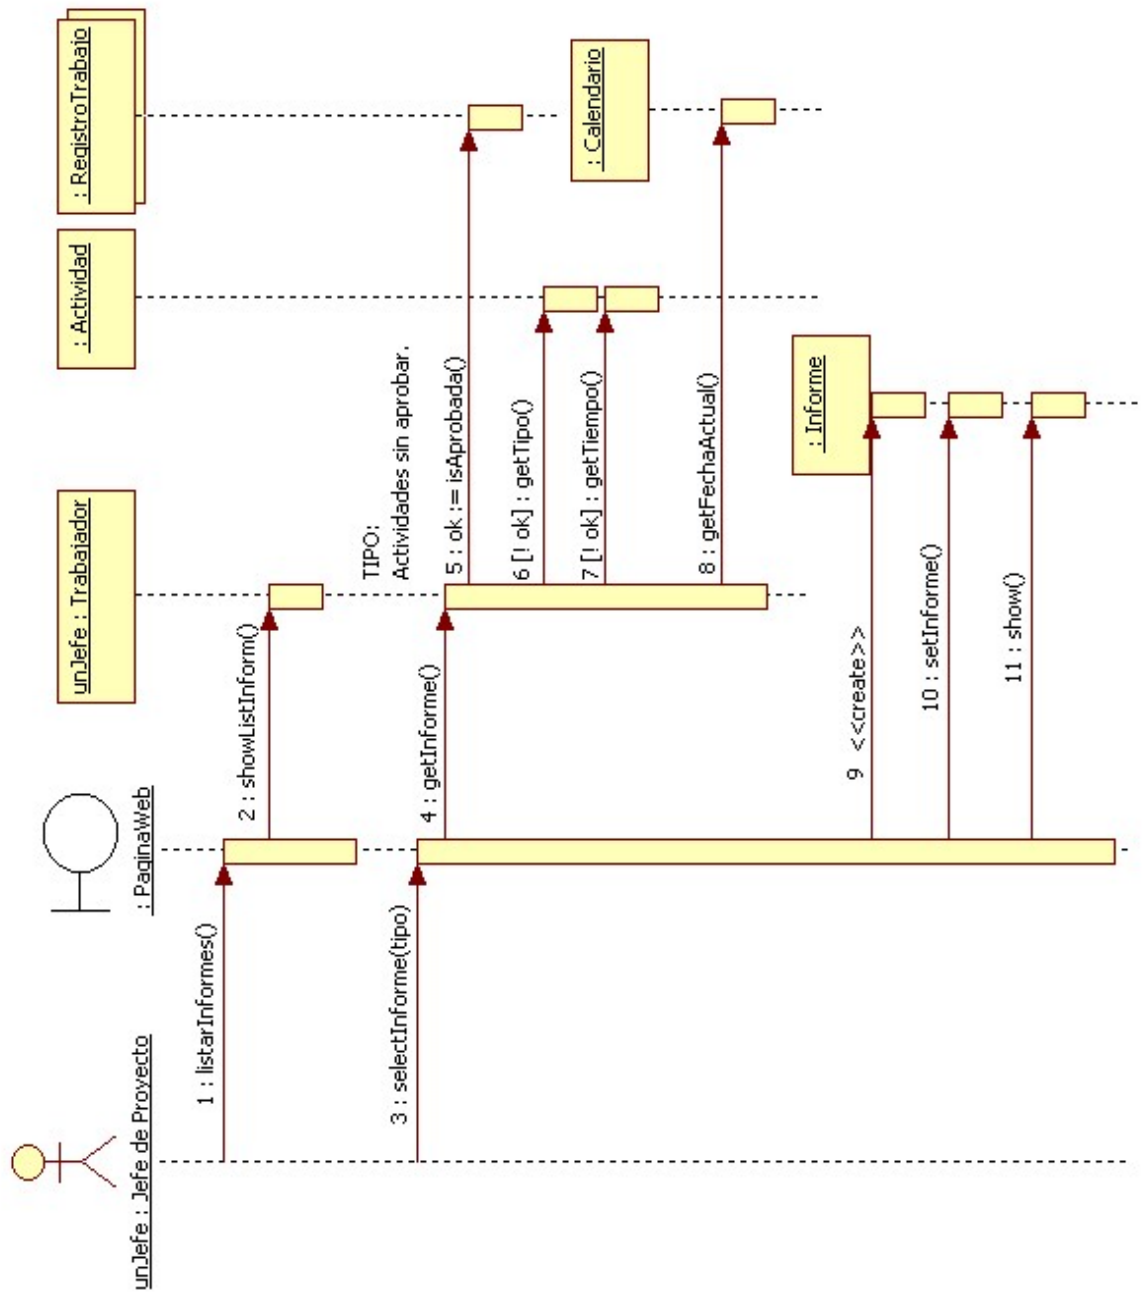 unJefe : Jefe de Proyecto
: PaginaWeb
unJefe : Trabajador
: Actividad
: RegistroTrabajo
1 : listarInformes()
2 : showListInform()
TIPO:
Actividades sin aprobar.
3 : selectInforme(tipo)
4 : getInforme()
5 : ok := isAprobada()
6 [! ok] : getTipo()
7 [! ok] : getTiempo()
: Calendario
8 : getFechaActual()
: Informe
9 <<create>>
10 : setInforme()
11 : show()